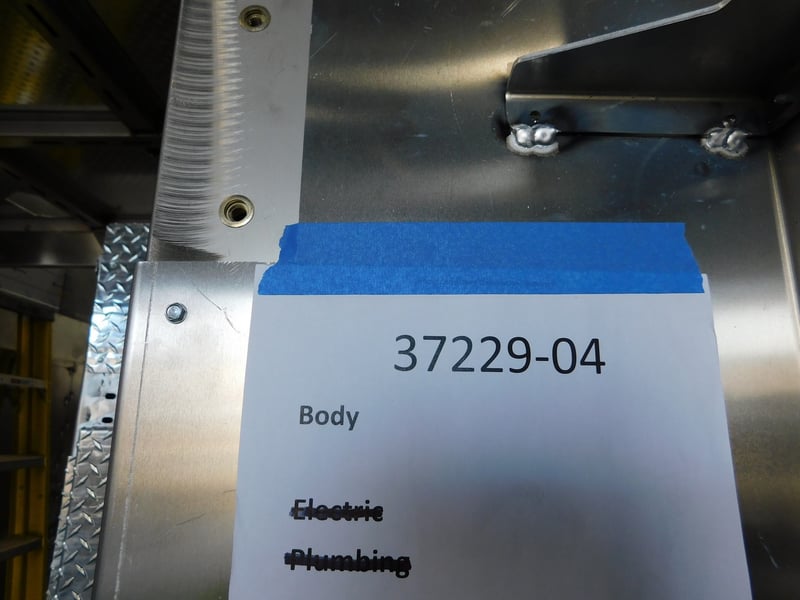 37229-04
Body
Electric
Plumbing